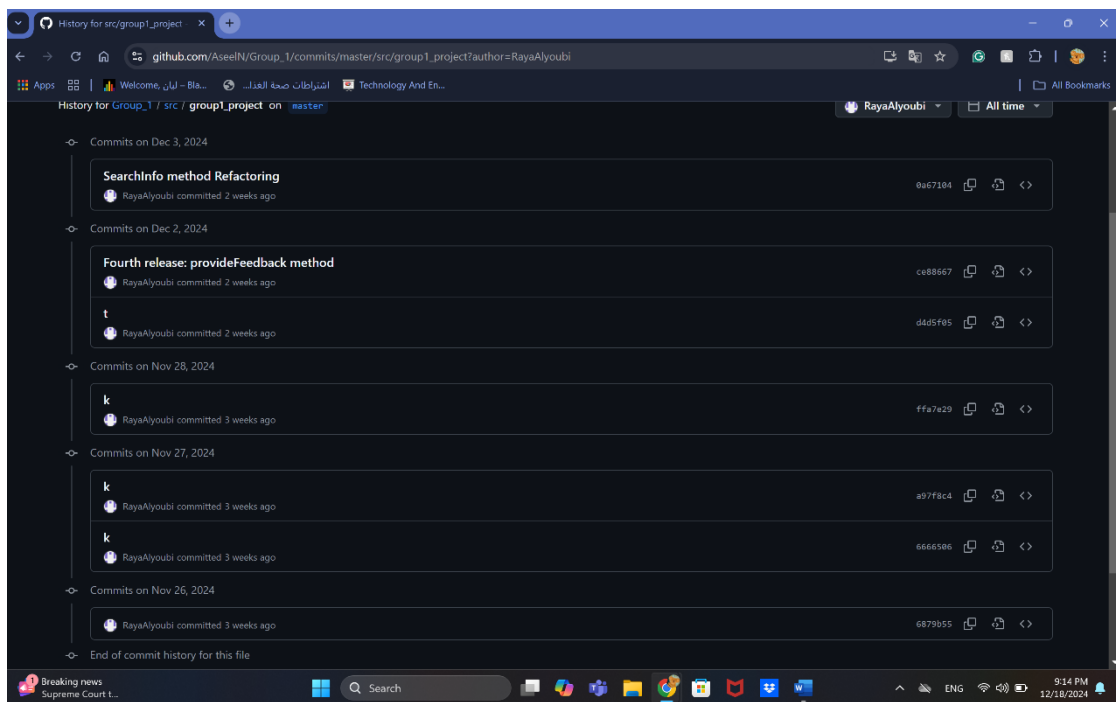 History for src/group1_project ·
github.com/AseelN/Group_1/commits/master/src/group1_project?author=RayaAlyoubi
Apps
Welcome, ليان – Bla...
اشتراطات صحة الغذا...
Technology And En...
All Bookmarks
History for Group_1 / src / group1_project on master
RayaAlyoubi
All time
Commits on Dec 3, 2024
SearchInfo method Refactoring
RayaAlyoubi committed 2 weeks ago
0a67104
Commits on Dec 2, 2024
Fourth release: provideFeedback method
RayaAlyoubi committed 2 weeks ago
ce88667
t
RayaAlyoubi committed 2 weeks ago
d4d5f05
Commits on Nov 28, 2024
k
RayaAlyoubi committed 3 weeks ago
ffa7e29
Commits on Nov 27, 2024
k
RayaAlyoubi committed 3 weeks ago
a97f8c4
k
RayaAlyoubi committed 3 weeks ago
6666506
Commits on Nov 26, 2024
RayaAlyoubi committed 3 weeks ago
6879b55
End of commit history for this file
1
Breaking news
Supreme Court t...
Search
ENG
9:14 PM
12/18/2024